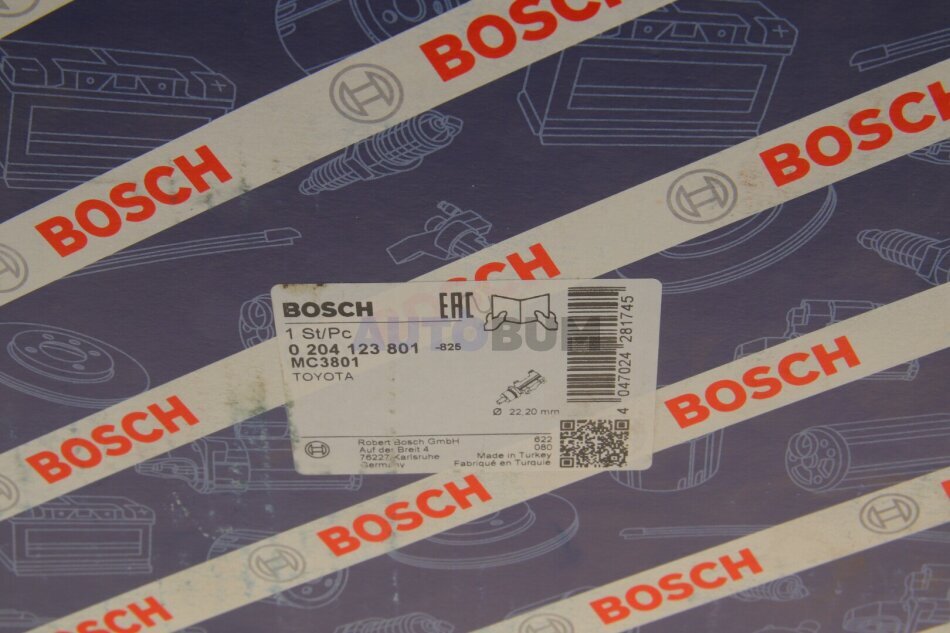 BOSCH
BOSCH
BOSCH
BOSCH
BOSCH EAC
1 St/Pc
AUTOBUM
0 204 123 801 -825
MC3801
TOYOTA
Ø 22,20 mm
4 047024 281745
Robert Bosch GmbH
Auf der Breit 4
76227 Karlsruhe
Germany
622
080
Made in Turkey
Fabriqué en Turquie
BOSCH
BOSCH
BOSCH
BOSCH
BOSCH